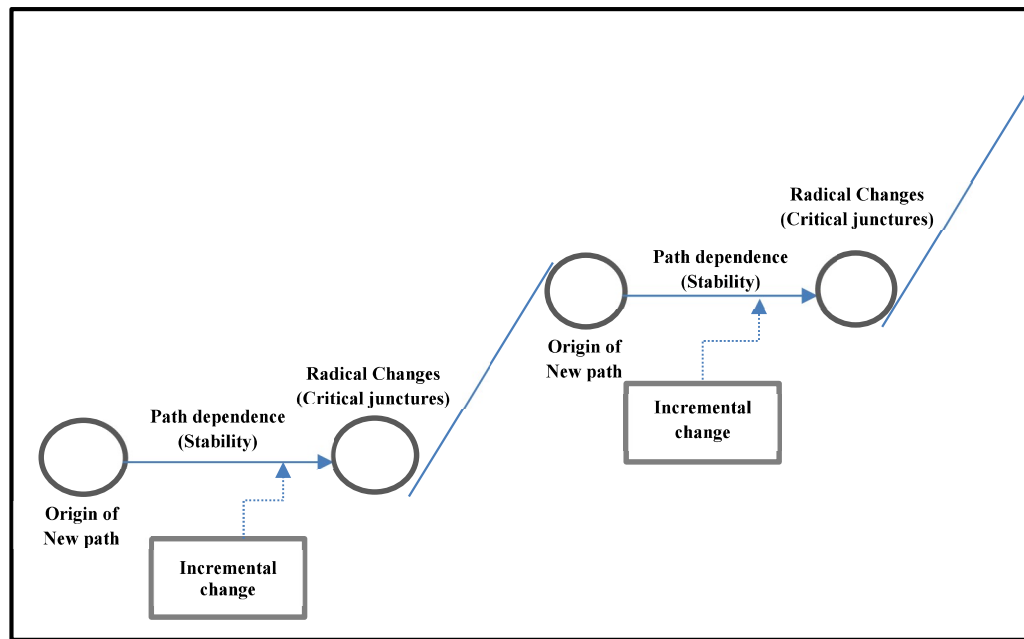 Radical Changes
(Critical junctures)
Path dependence
(Stability)
Origin of
New path
Incremental
change
Radical Changes
(Critical junctures)
Path dependence
(Stability)
Origin of
New path
Incremental
change